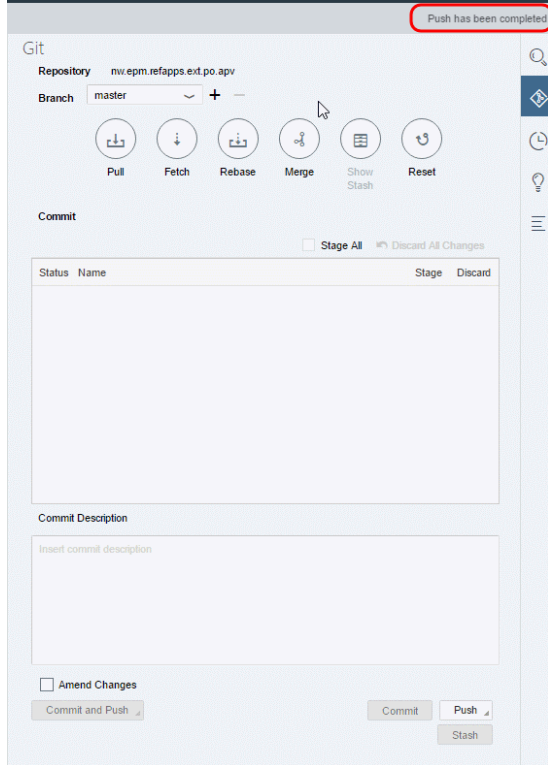 Push has been completed
Git
Repository nw.epm.refapps.ext.po.apv
Branch master
Pull Fetch Rebase Merge Show Stash Reset
Commit
Stage All Discard All Changes
Status Name Stage Discard
Commit Description
Insert commit description
Amend Changes
Commit and Push Commit Push
Stash